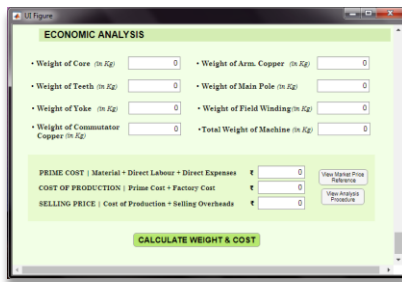 UI Figure
ECONOMIC ANALYSIS
• Weight of Core (in Kg) 0 • Weight of Arm. Copper (in Kg) 0
• Weight of Teeth (in Kg) 0 • Weight of Main Pole (in Kg) 0
• Weight of Yoke (in Kg) 0 • Weight of Field Winding(in Kg) 0
• Weight of Commutator
Copper (in Kg) 0 •Total Weight of Machine (in Kg) 0
PRIME COST | Material + Direct Labour + Direct Expenses ₹ 0
View Market Price
Reference
COST OF PRODUCTION | Prime Cost + Factory Cost ₹ 0
View Analysis
Procedure
SELLING PRICE | Cost of Production + Selling Overheads ₹ 0
CALCULATE WEIGHT & COST